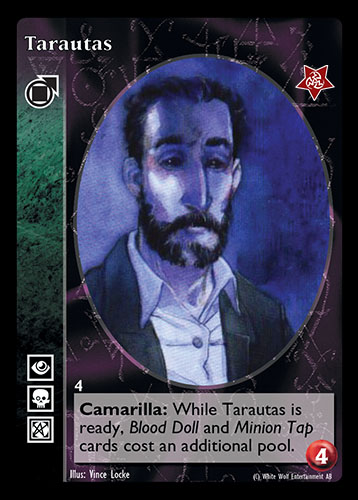 Tarautas
4
Camarilla: While Tarautas is
ready, Blood Doll and Minion Tap
cards cost an additional pool.
4
Illus: Vince Locke
(C) White Wolf Entertainment AB